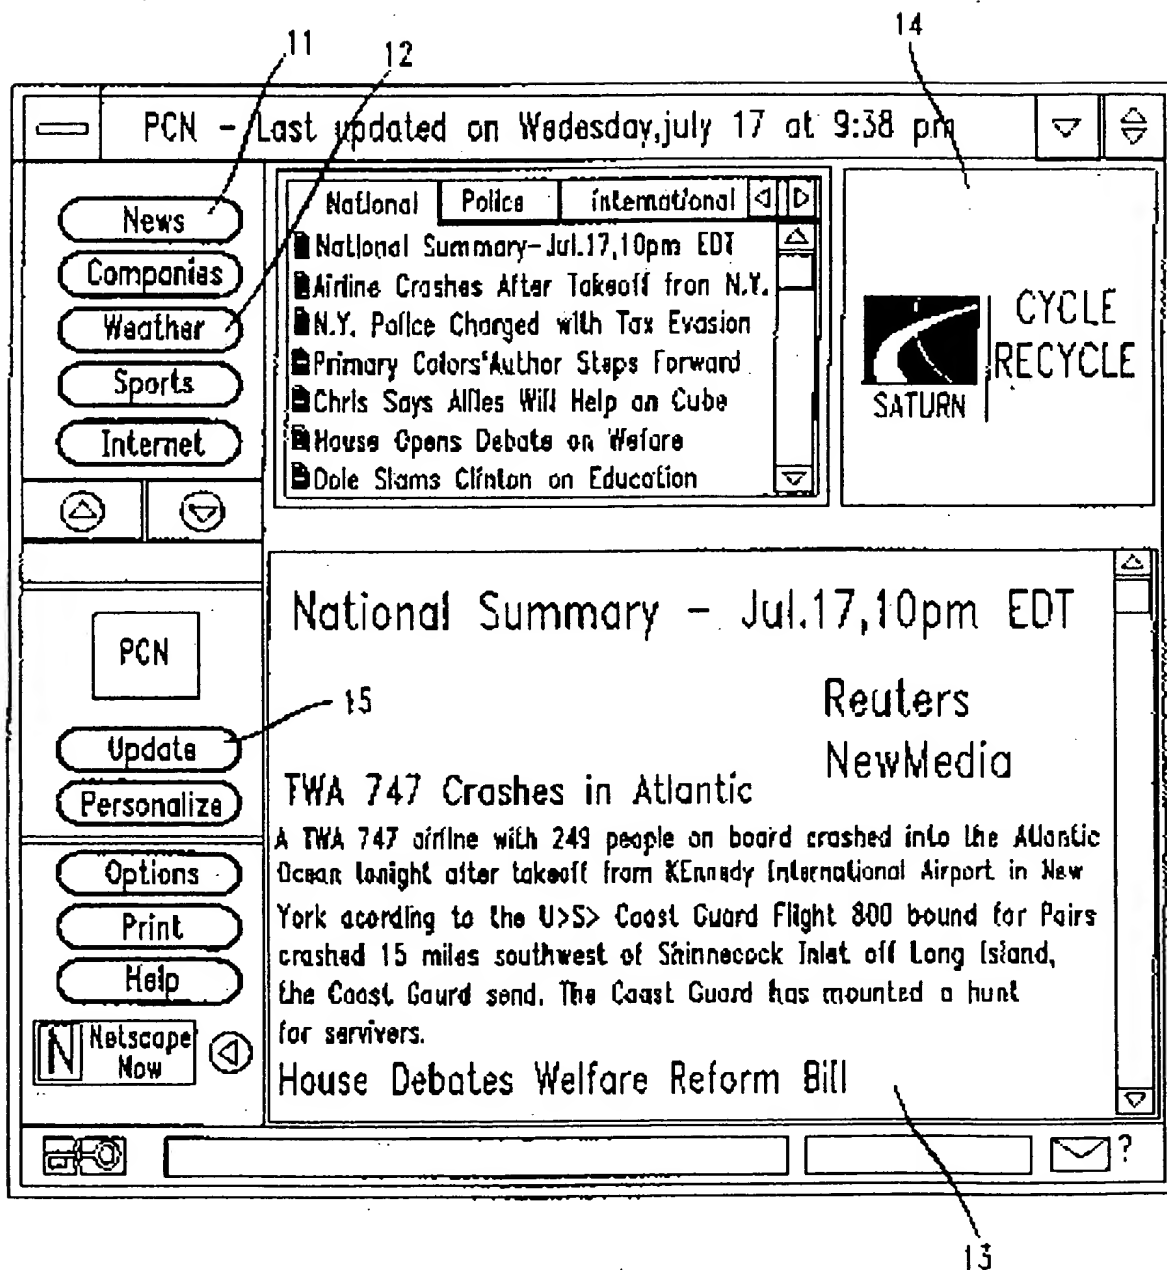 11
12
14
PCN - Last updated on Wadesday,july 17 at 9:38 pm
News
Companies
Weather
Sports
Internet
National Police international
National Summary-Jul.17,10pm EDT
Airline Crashes After Takeoff fron N.Y.
N.Y. Police Charged with Tax Evasion
Primary Colors'Author Steps Forward
Chris Says Allies Will Help on Cube
House Opens Debate on Wefare
Dole Slams Clinton on Education
CYCLE
RECYCLE
SATURN
PCN
15
Update
Personalize
Options
Print
Help
N Netscape
Now
National Summary - Jul.17,10pm EDT
Reuters
NewMedia
TWA 747 Crashes in Atlantic
A TWA 747 airline with 249 people on board crashed into the Atlantic
Ocean tonight after takeoff from KEnnedy International Airport in New
York acording to the U>S> Coast Guard Flight 800 bound for Pairs
crashed 15 miles southwest of Shinnecock Inlet off Long Island,
the Coast Gaurd send. The Coast Guard has mounted a hunt
for servivers.
House Debates Welfare Reform Bill
?
13